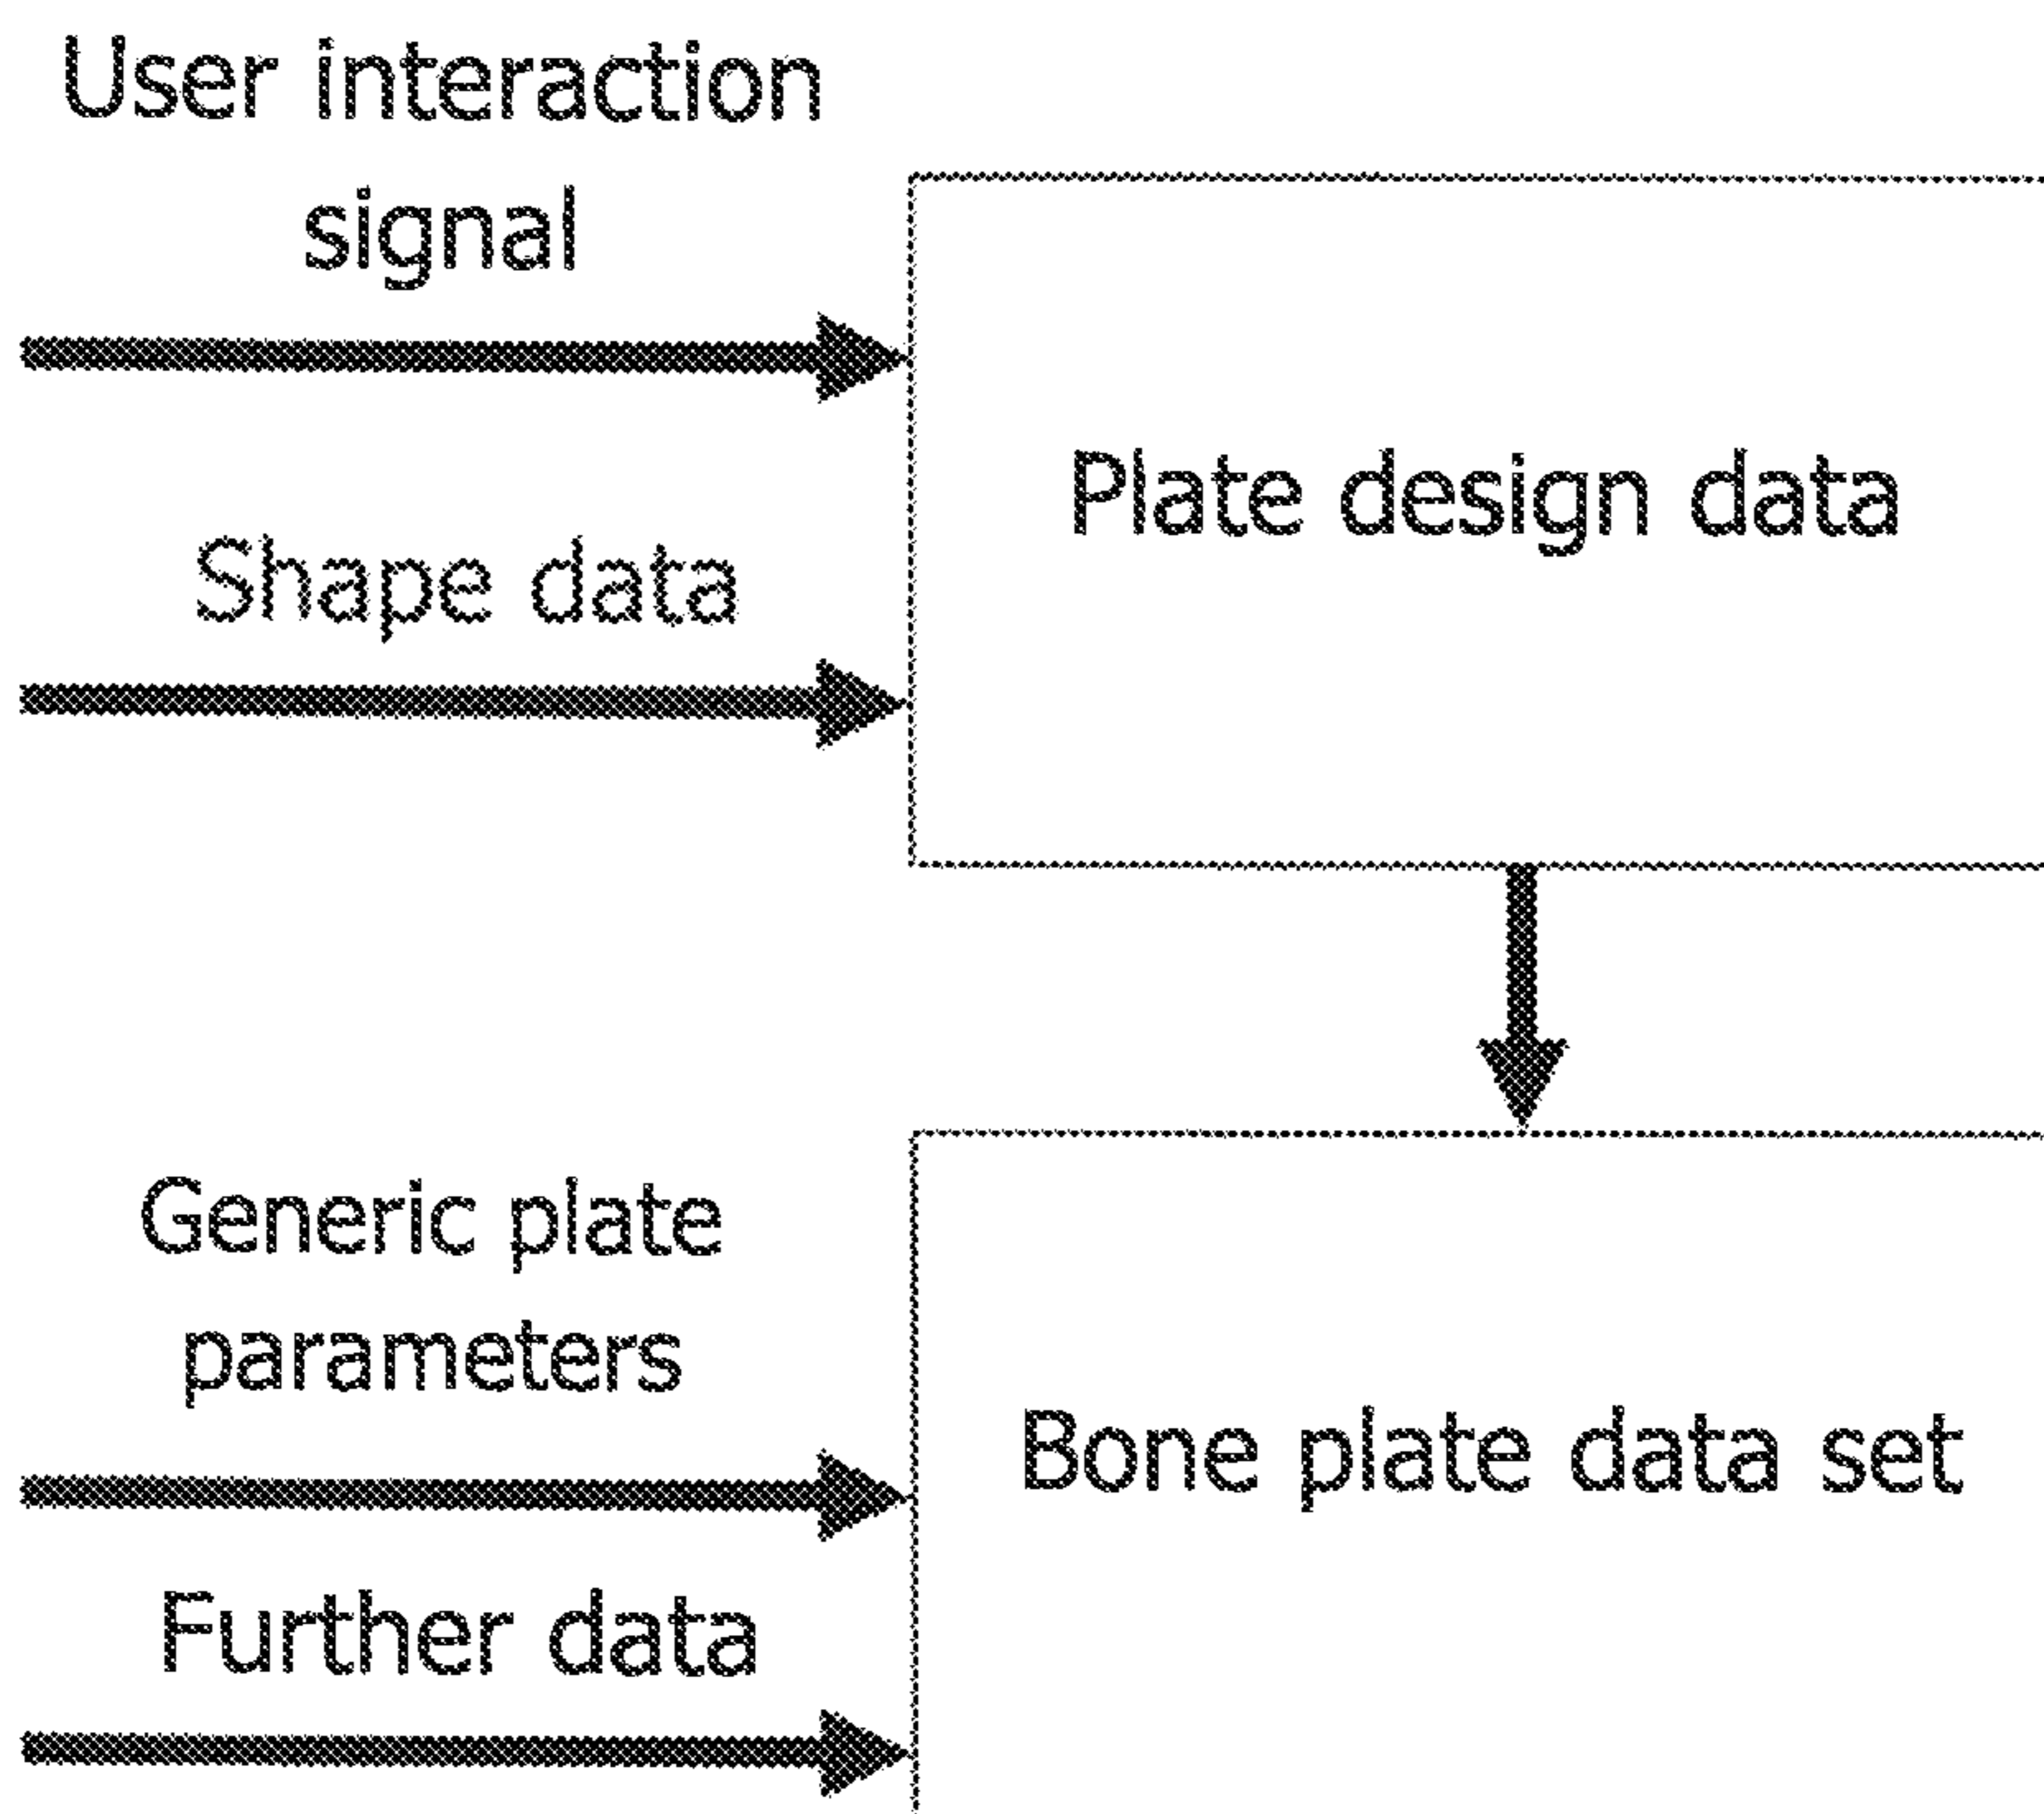 User interaction
signal
Plate design data
Shape data
Generic plate
parameters
Bone plate data set
Further data